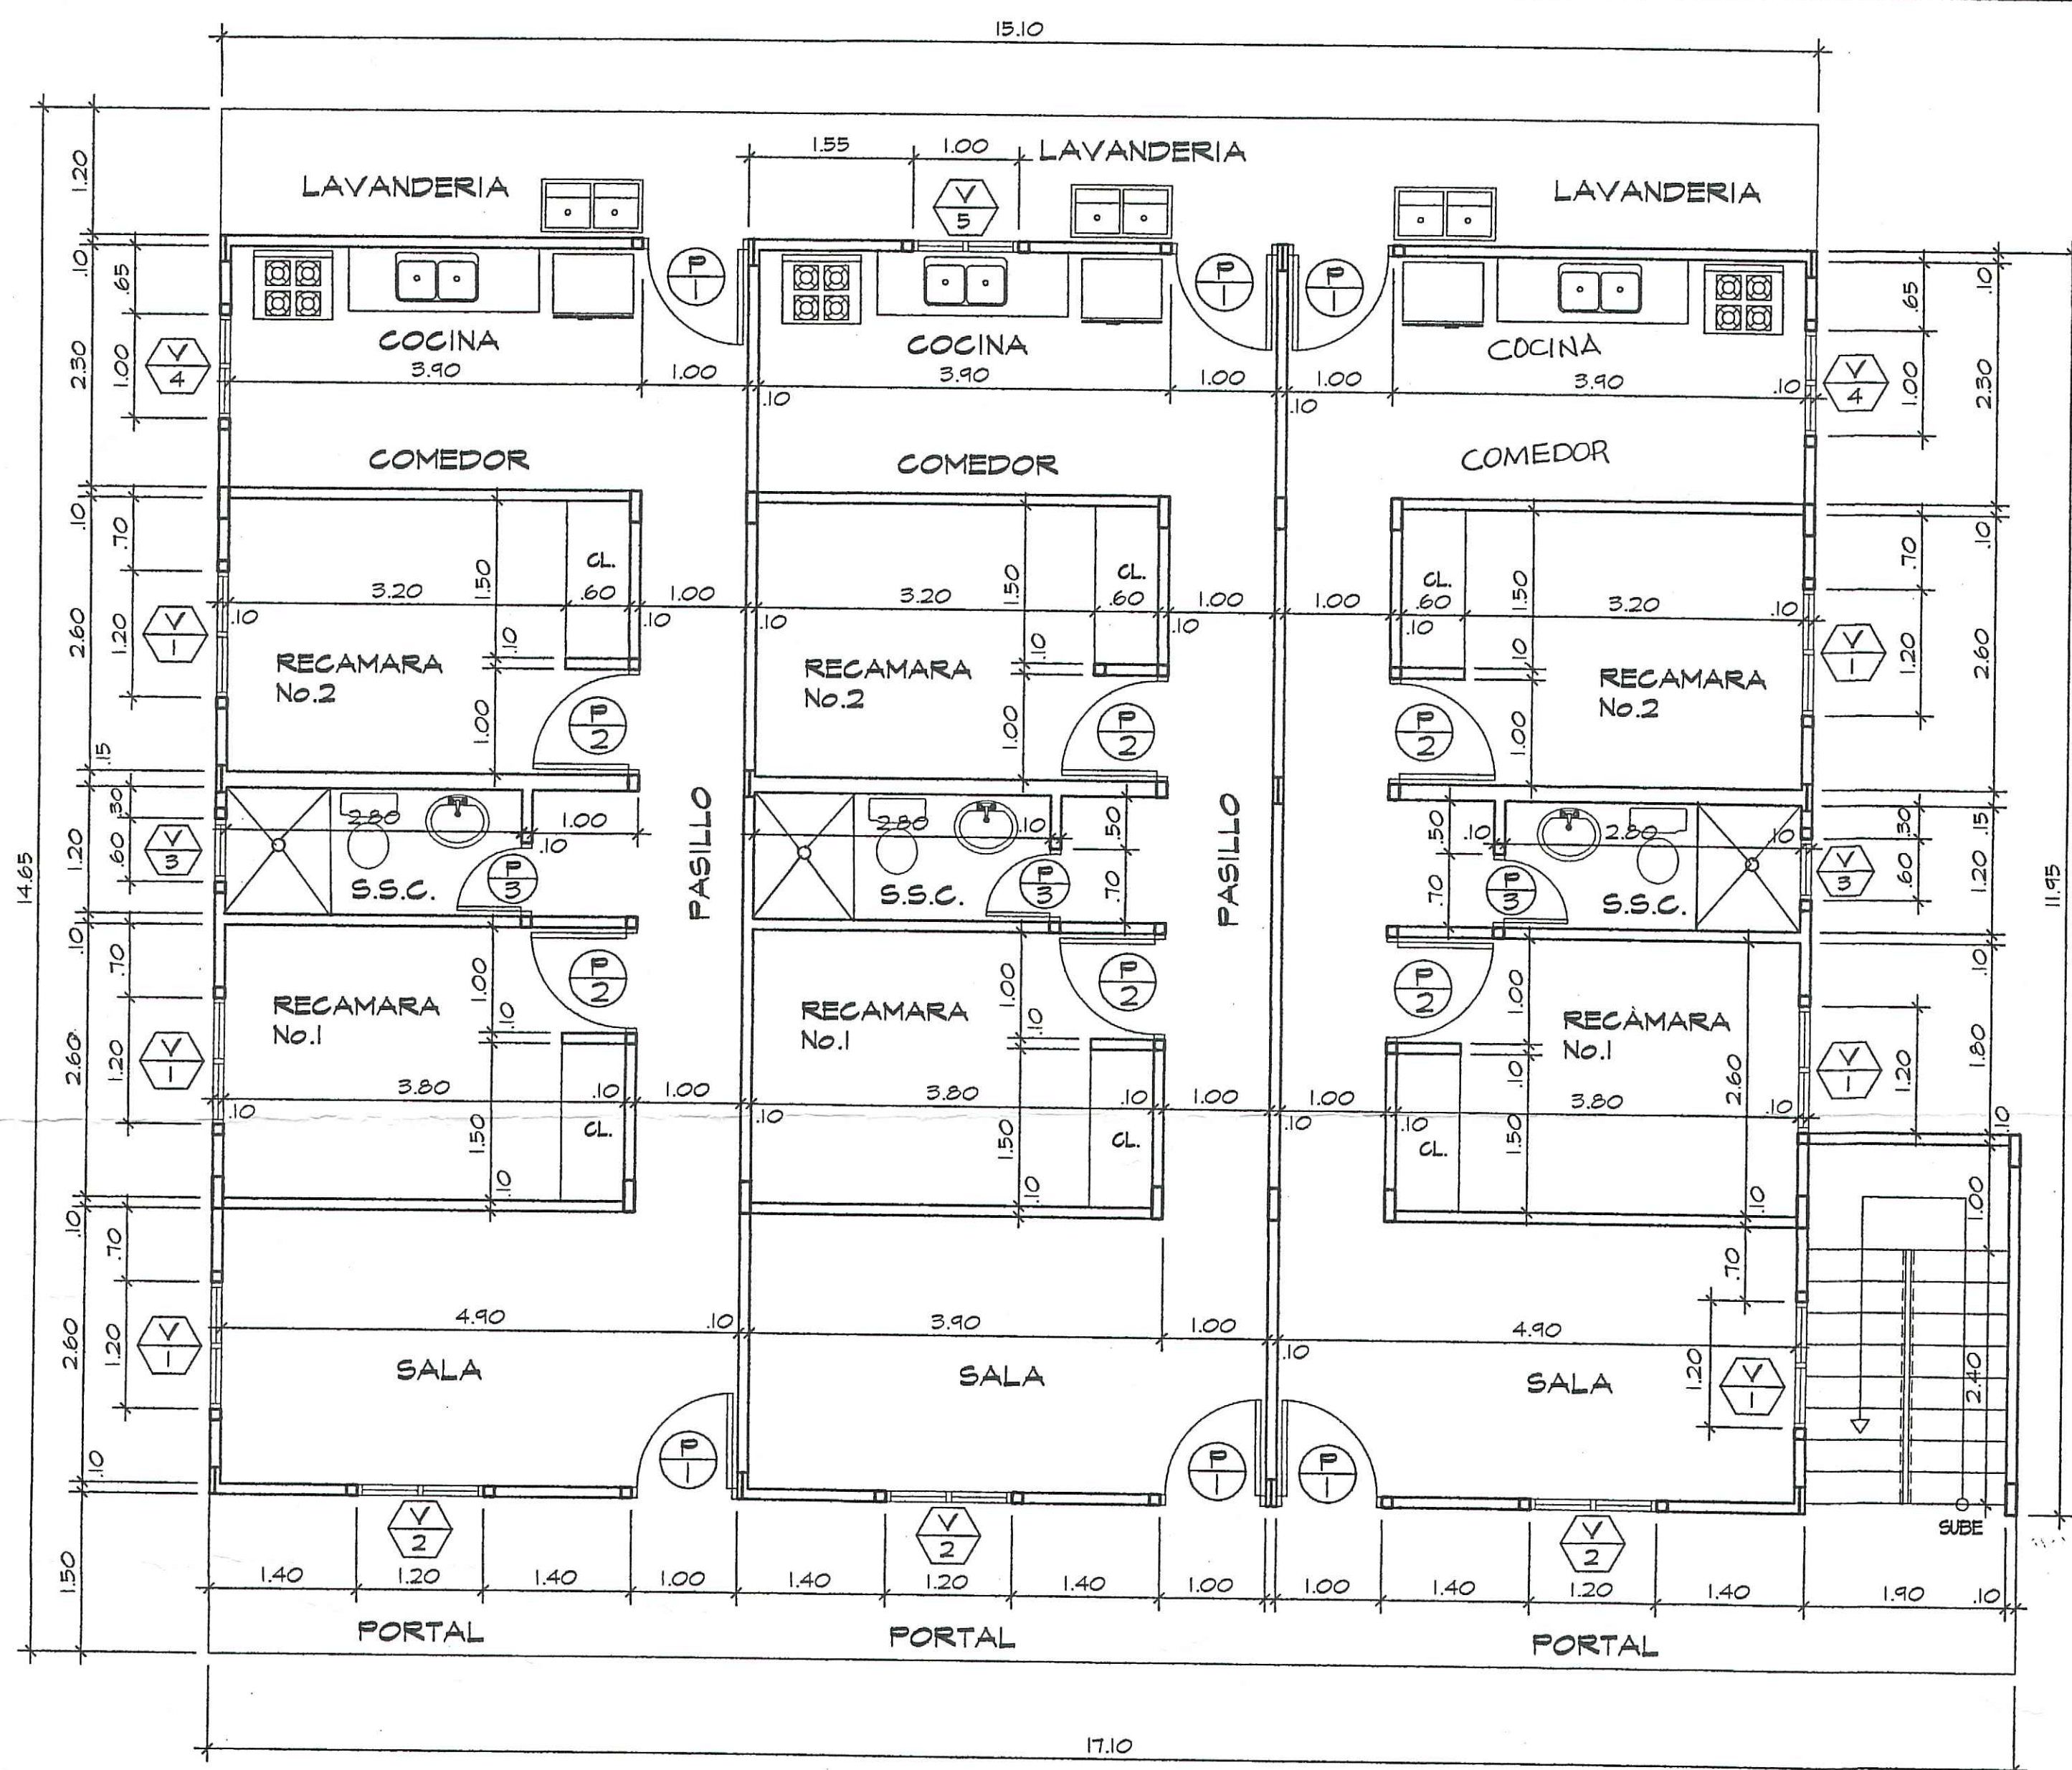 15.10
1.55
1.00
LAVANDERIA
LAVANDERIA
LAVANDERIA
V
5
1.20
.10
.65
1.00
2.30
V
4
P
1
P
1
P
1
COCINA
3.90
1.00
.10
COCINA
3.90
1.00
.10
1.00
COCINA
3.90
.10
V
4
.65
1.00
.10
2.30
COMEDOR
COMEDOR
COMEDOR
.10
.70
1.20
2.60
V
1
3.20
1.50
CL.
.60
1.00
.10
.10
.10
RECAMARA
No.2
1.00
P
2
3.20
1.50
CL.
.60
1.00
.10
.10
.10
RECAMARA
No.2
1.00
P
2
1.00
CL.
.60
.10
1.50
3.20
.10
.10
RECAMARA
No.2
1.00
P
2
V
1
.70
1.20
.10
2.60
14.65
.15
.30
.60
1.20
V
3
2.80
1.00
.10
P
3
S.S.C.
PASILLO
2.80
.10
.50
.70
P
3
S.S.C.
PASILLO
.50
.70
.10
2.80
.10
P
3
S.S.C.
V
3
.30
.60
.15
1.20
11.95
.10
.70
1.20
2.60
V
1
RECAMARA
No.1
1.00
.10
P
2
3.80
.10
1.00
.10
1.50
CL.
.10
RECAMARA
No.1
1.00
.10
P
2
3.80
.10
1.00
.10
1.50
CL.
.10
P
2
1.00
.10
RECÁMARA
No.1
1.00
.10
.10
CL.
1.50
3.80
2.60
.10
.10
V
1
1.20
.10
1.80
.10
.10
.70
1.20
2.60
V
1
4.90
.10
SALA
3.90
1.00
SALA
.10
4.90
SALA
.70
1.20
V
1
1.00
2.40
SUBE
.10
P
1
P
1
P
1
V
2
V
2
V
2
1.50
1.40
1.20
1.40
1.00
1.40
1.20
1.40
1.00
1.00
1.40
1.20
1.40
1.90
.10
PORTAL
PORTAL
PORTAL
17.10